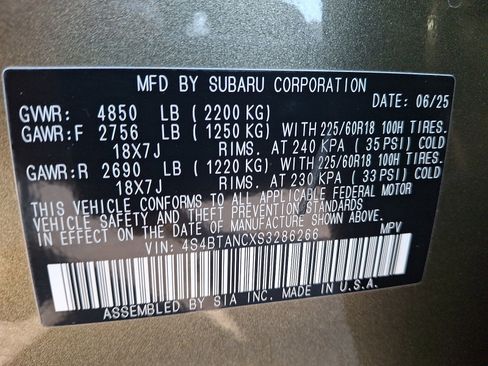 MFD BY SUBARU CORPORATION
DATE: 06/25
GVWR: 4850 LB (2200 KG)
GAWR:F 2756 LB (1250 KG) WITH 225/60R18 100H TIRES.
18X7J RIMS. AT 240 KPA ( 35 PSI) COLD
GAWR:R 2690 LB (1220 KG) WITH 225/60R18 100H TIRES.
18X7J RIMS. AT 230 KPA ( 33 PSI) COLD
THIS VEHICLE CONFORMS TO ALL APPLICABLE FEDERAL MOTOR
VEHICLE SAFETY AND THEFT PREVENTION STANDARDS
IN EFFECT ON THE DATE OF MANUFACTURE SHOWN ABOVE.
VIN: 4S4BTANCXS3286266 MPV
ASSEMBLED BY SIA INC. MADE IN U.S.A.